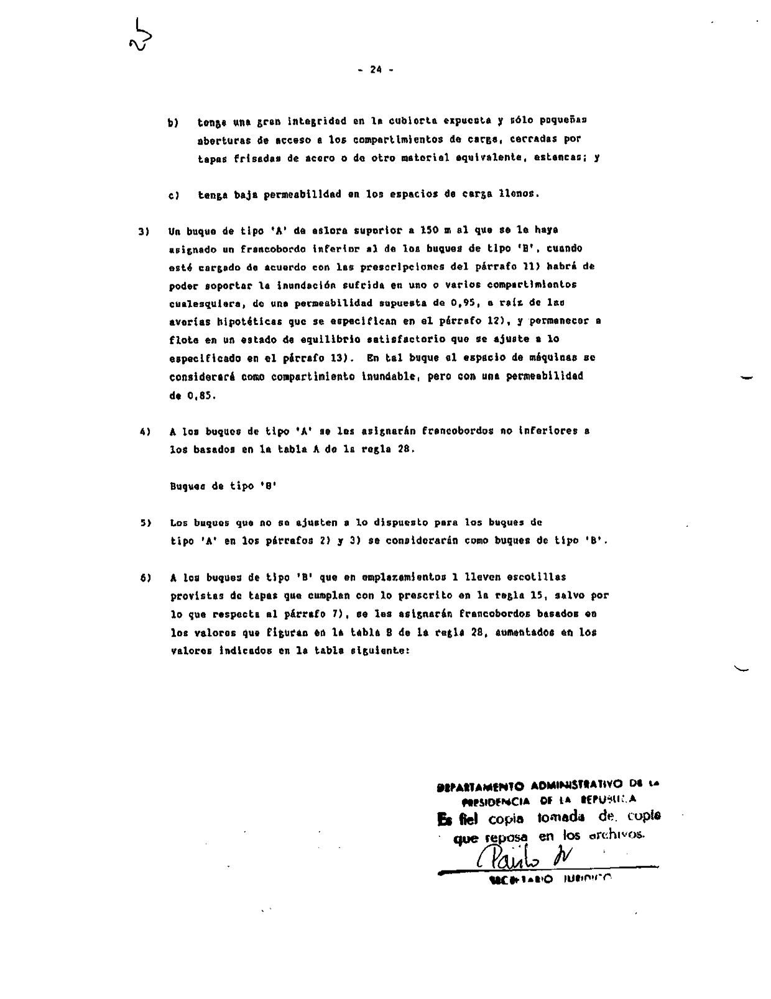 - 24 -
b) tenga una gran integridad en la cubierta expuesta y sólo pequeñas
aberturas de acceso a los compartimientos de carga, cerradas por
tapas frisadas de acero o de otro material equivalente, estancas; y
c) tenga baja permeabilidad en los espacios de carga llenos.
3) Un buque de tipo 'A' de eslora superior a 150 m al que se le haya
asignado un francobordo inferior al de los buques de tipo 'B', cuando
esté cargado de acuerdo con las prescripciones del párrafo 11) habrá de
poder soportar la inundación sufrida en uno o varios compartimientos
cualesquiera, de una permeabilidad supuesta de 0,95, a raíz de las
averías hipotéticas que se especifican en el párrafo 12), y permanecer a
flote en un estado de equilibrio satisfactorio que se ajuste a lo
especificado en el párrafo 13). En tal buque el espacio de máquinas se
considerará como compartimiento inundable, pero con una permeabilidad
de 0,85.
4) A los buques de tipo 'A' se les asignarán francobordos no inferiores a
los basados en la tabla A de la regla 28.
Buques de tipo 'B'
5) Los buques que no se ajusten a lo dispuesto para los buques de
tipo 'A' en los párrafos 2) y 3) se considerarán como buques de tipo 'B'.
6) A los buques de tipo 'B' que en emplazamientos 1 lleven escotillas
provistas de tapas que cumplan con lo prescrito en la regla 15, salvo por
lo que respecta al párrafo 7), se les asignarán francobordos basados en
los valores que figuran en la tabla B de la regla 28, aumentados en los
valores indicados en la tabla siguiente:
DEPARTAMENTO ADMINISTRATIVO DE LA
PRESIDENCIA DE LA REPUBLICA
Es fiel copia tomada de copia
que reposa en los archivos.
SECRETARIO JURIDICO